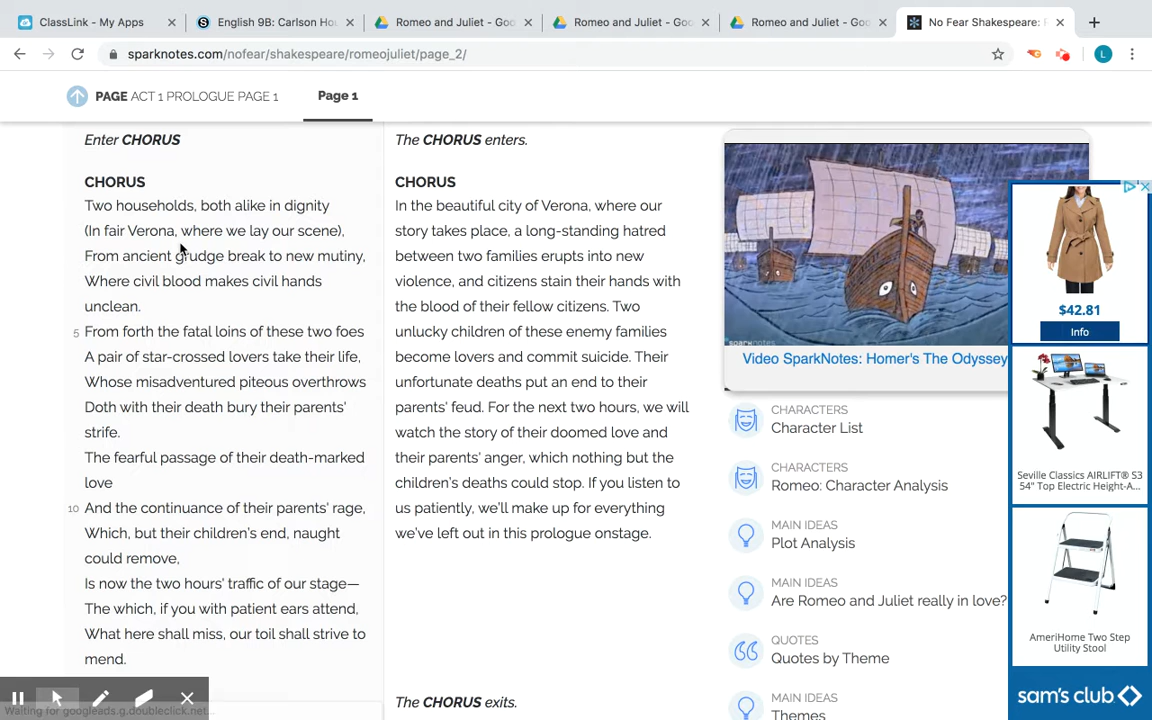 ClassLink - My Apps
English 9B: Carlson Hou
Romeo and Juliet - Goo
Romeo and Juliet - Goo
Romeo and Juliet - Goo
No Fear Shakespeare: R
sparknotes.com/nofear/shakespeare/romeojuliet/page_2/
L
PAGE ACT 1 PROLOGUE PAGE 1
Page 1
Enter CHORUS
CHORUS
Two households, both alike in dignity
(In fair Verona, where we lay our scene),
From ancient grudge break to new mutiny,
Where civil blood makes civil hands
unclean.
5 From forth the fatal loins of these two foes
A pair of star-crossed lovers take their life,
Whose misadventured piteous overthrows
Doth with their death bury their parents'
strife.
The fearful passage of their death-marked
love
10 And the continuance of their parents' rage,
Which, but their children's end, naught
could remove,
Is now the two hours' traffic of our stage—
The which, if you with patient ears attend,
What here shall miss, our toil shall strive to
mend.
The CHORUS enters.
CHORUS
In the beautiful city of Verona, where our
story takes place, a long-standing hatred
between two families erupts into new
violence, and citizens stain their hands with
the blood of their fellow citizens. Two
unlucky children of these enemy families
become lovers and commit suicide. Their
unfortunate deaths put an end to their
parents' feud. For the next two hours, we will
watch the story of their doomed love and
their parents' anger, which nothing but the
children's deaths could stop. If you listen to
us patiently, we'll make up for everything
we've left out in this prologue onstage.
The CHORUS exits.
sparknotes
Video SparkNotes: Homer's The Odyssey
CHARACTERS
Character List
CHARACTERS
Romeo: Character Analysis
MAIN IDEAS
Plot Analysis
MAIN IDEAS
Are Romeo and Juliet really in love?
QUOTES
Quotes by Theme
MAIN IDEAS
Themes
$42.81
Info
Seville Classics AIRLIFT® S3
54" Top Electric Height-A...
AmeriHome Two Step
Utility Stool
sam's club
Waiting for googleads.g.doubleclick.net...